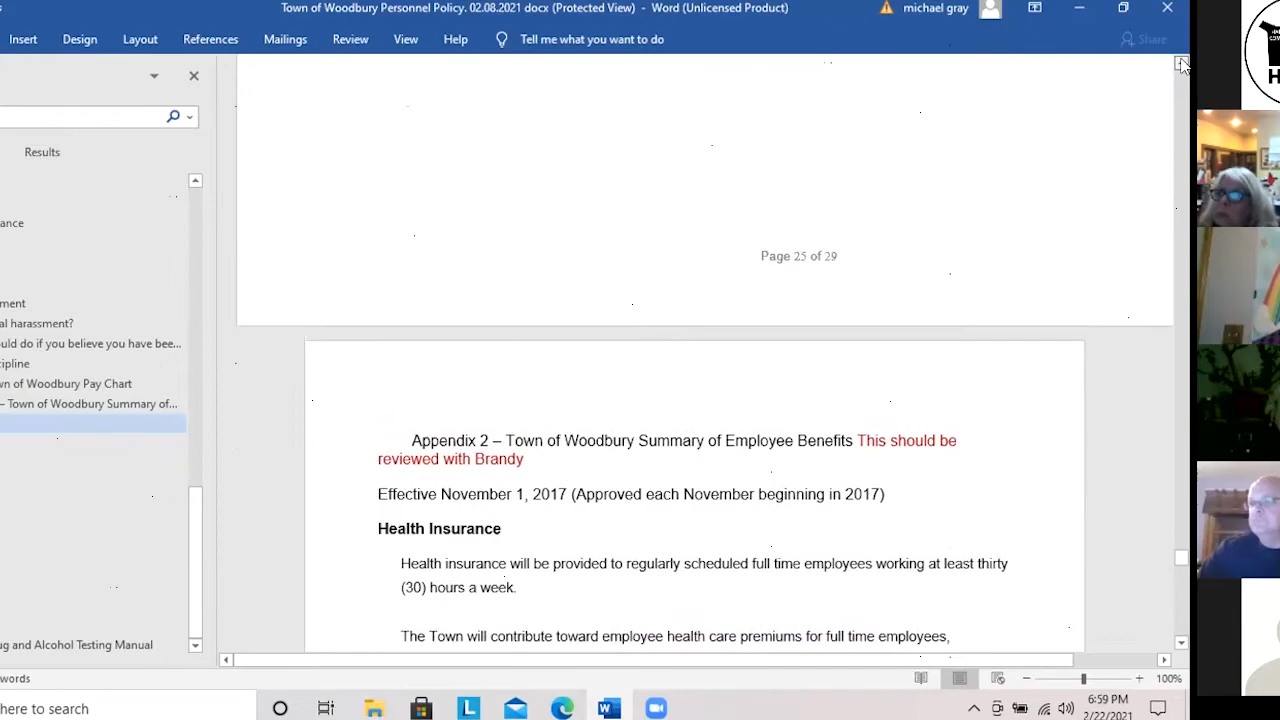 Town of Woodbury Personnel Policy. 02.08.2021 docx (Protected View) - Word (Unlicensed Product)
michael gray
Insert Design Layout References Mailings Review View Help Tell me what you want to do Share
Results
ance
ment
al harassment?
uld do if you believe you have bee...
cipline
wn of Woodbury Pay Chart
– Town of Woodbury Summary of...
ug and Alcohol Testing Manual
Page 25 of 29
Appendix 2 – Town of Woodbury Summary of Employee Benefits This should be
reviewed with Brandy
Effective November 1, 2017 (Approved each November beginning in 2017)
Health Insurance
Health insurance will be provided to regularly scheduled full time employees working at least thirty
(30) hours a week.
The Town will contribute toward employee health care premiums for full time employees,
words
100%
here to search
6:59 PM
2/22/2021